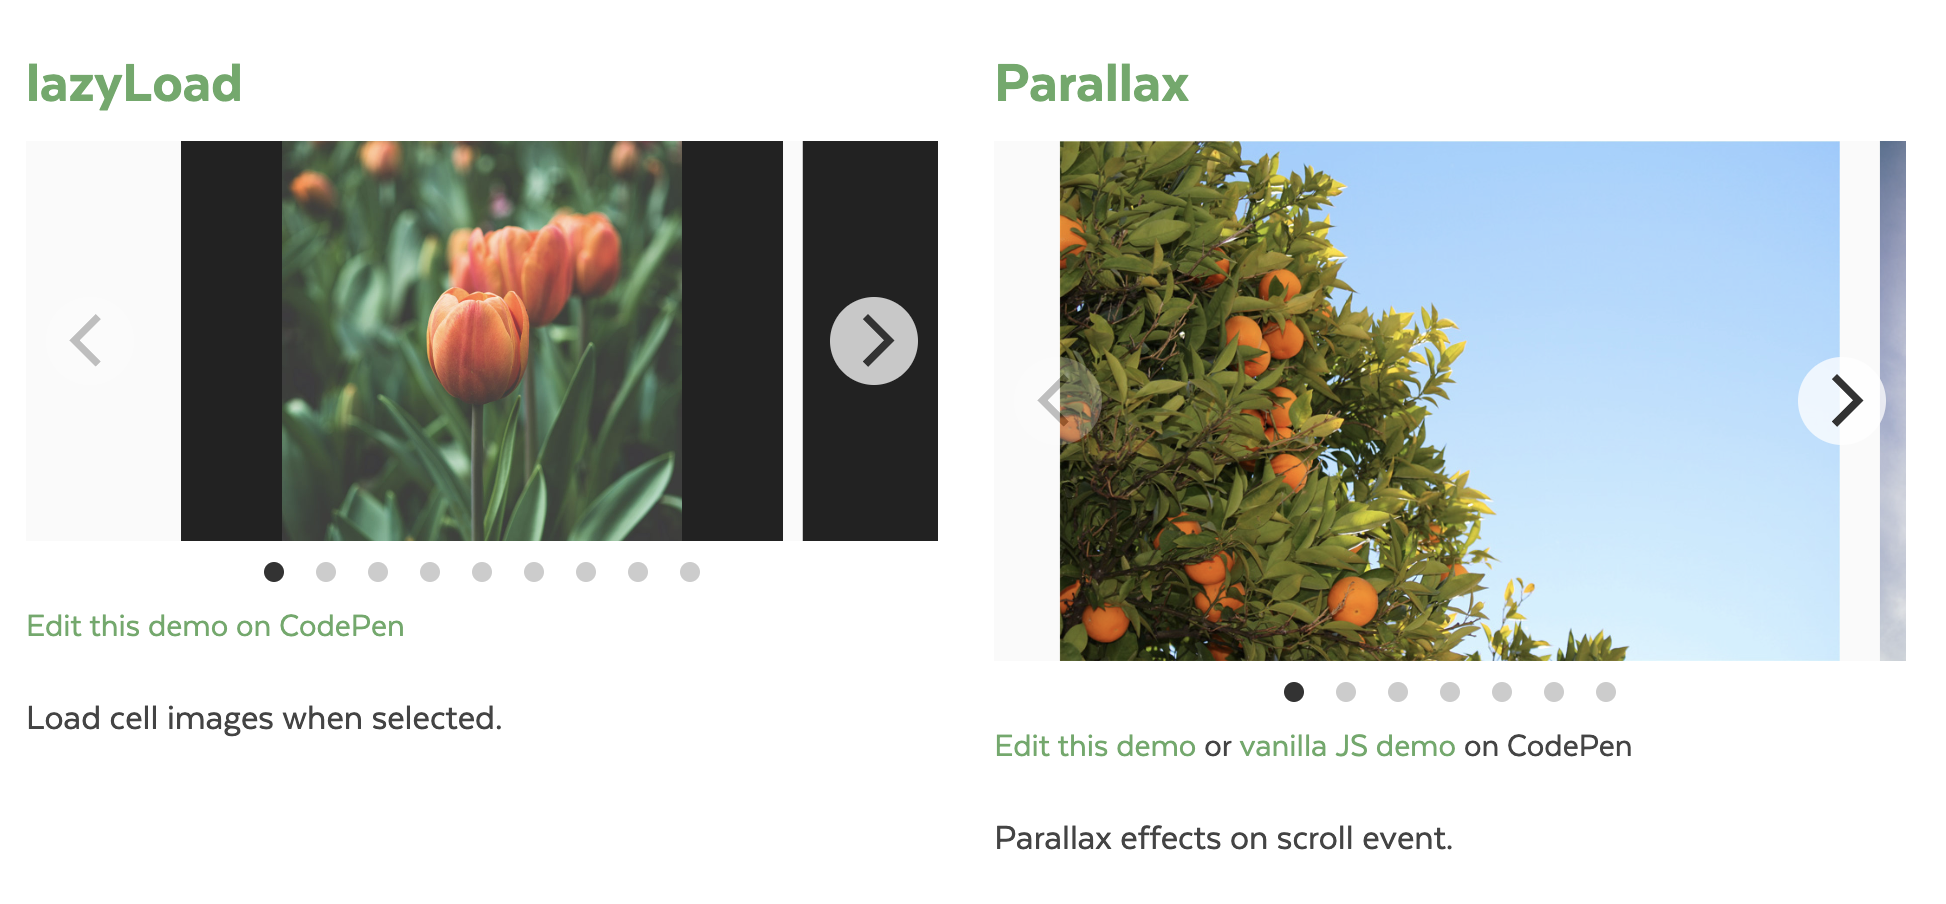 lazyLoad
Edit this demo on CodePen
Load cell images when selected.
Parallax
Edit this demo or vanilla JS demo on CodePen
Parallax effects on scroll event.